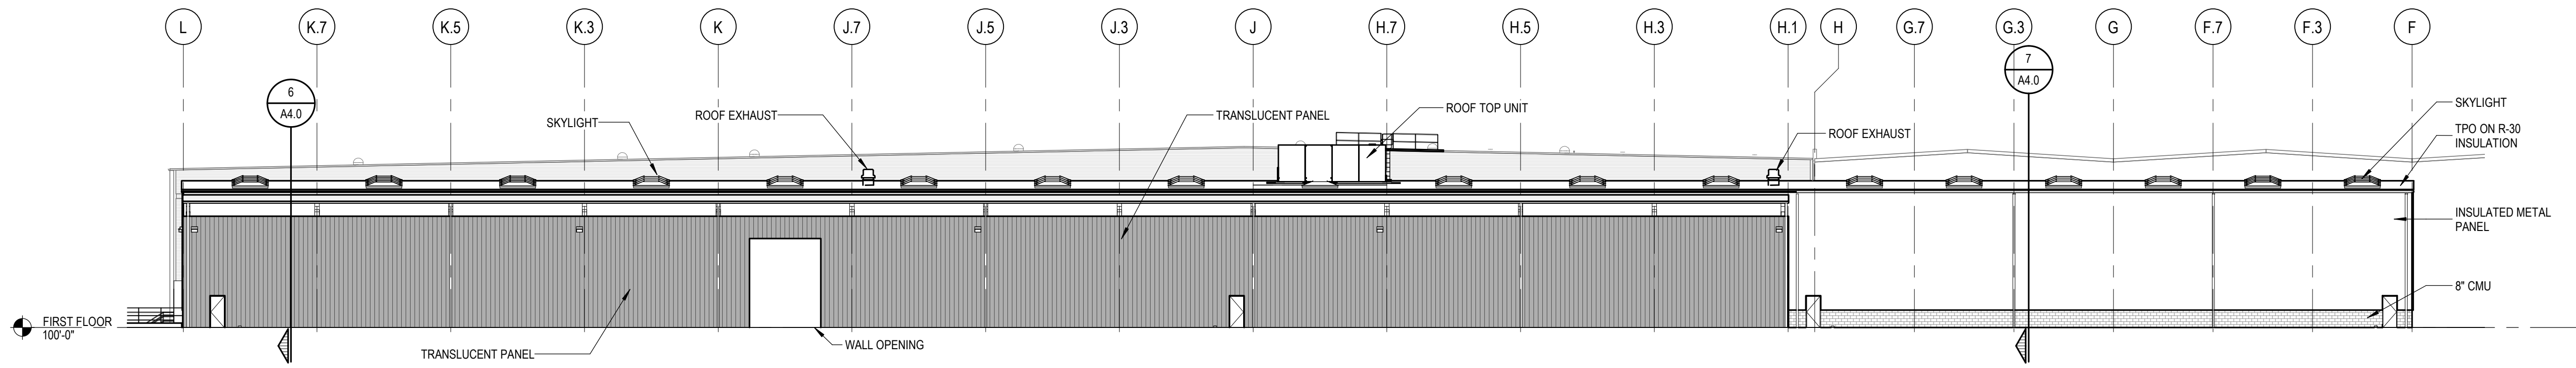 L
K.7
K.5
K.3
K
J.7
J.5
J.3
J
H.7
H.5
H.3
H.1
H
G.7
G.3
G
F.7
F.3
F
6
A4.0
7
A4.0
SKYLIGHT
ROOF EXHAUST
TRANSLUCENT PANEL
ROOF TOP UNIT
ROOF EXHAUST
SKYLIGHT
TPO ON R-30
INSULATION
INSULATED METAL
PANEL
8" CMU
FIRST FLOOR
100'-0"
TRANSLUCENT PANEL
WALL OPENING